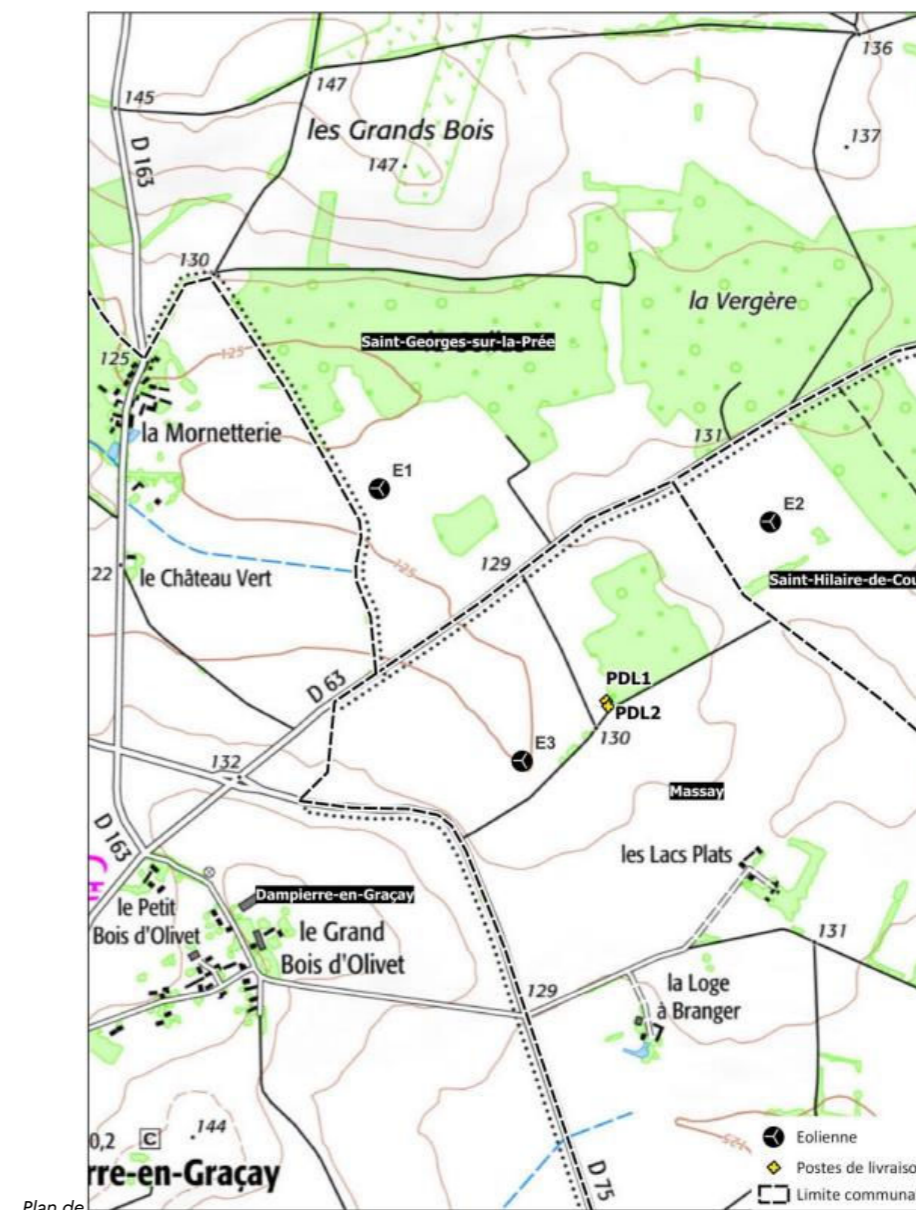 136
145
147
137
les Grands Bois
147
D 163
130
la Vergère
Saint-Georges-sur-la-Prée
125
125
la Mornetterie
131
E1
E2
129
125
22
le Château Vert
Saint-Hilaire-de-Cou
PDL1
D 63
PDL2
130
E3
132
Massay
D 163
les Lacs Plats
Dampierre-en-Graçay
le Petit
Bois d'Olivet
le Grand
Bois d'Olivet
131
129
la Loge
à Branger
144
0,2 C
rre-en-Graçay
125
D 75
Eolienne
Postes de livraiso
Limite communa
Plan de